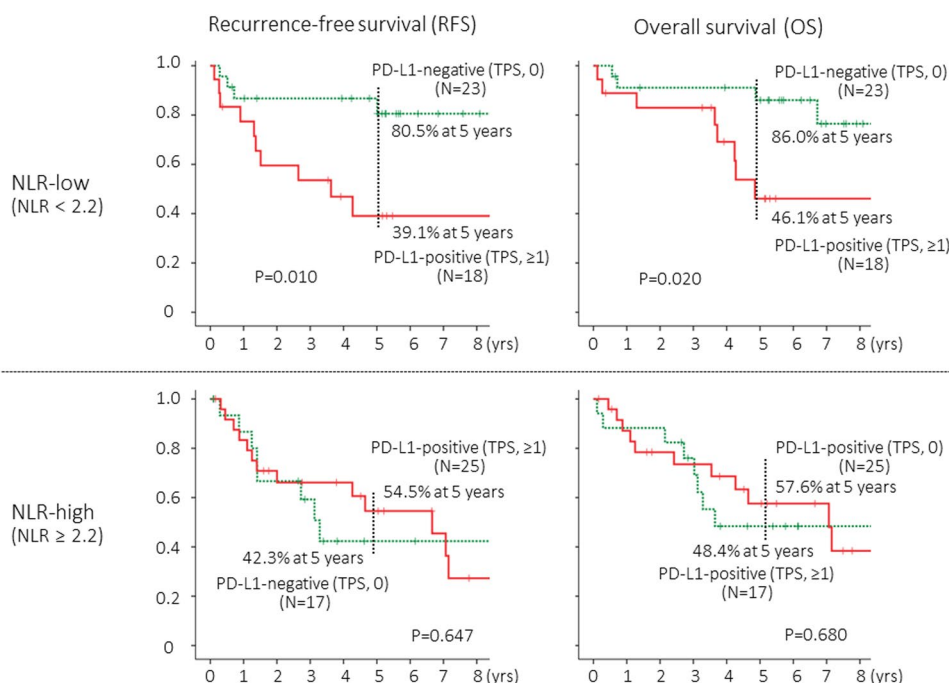 Recurrence-free survival (RFS)
Overall survival (OS)
NLR-low
(NLR < 2.2)
1.0
0.8
0.6
0.4
0.2
0
PD-L1-negative (TPS, 0)
(N=23)
80.5% at 5 years
39.1% at 5 years
PD-L1-positive (TPS, ≥1)
(N=18)
P=0.010
0 1 2 3 4 5 6 7 8 (yrs)
1.0
0.8
0.6
0.4
0.2
0
PD-L1-negative (TPS, 0)
(N=23)
86.0% at 5 years
46.1% at 5 years
PD-L1-positive (TPS, ≥1)
(N=18)
P=0.020
0 1 2 3 4 5 6 7 8 (yrs)
NLR-high
(NLR ≥ 2.2)
1.0
0.8
0.6
0.4
0.2
0
PD-L1-positive (TPS, ≥1)
(N=25)
54.5% at 5 years
42.3% at 5 years
PD-L1-negative (TPS, 0)
(N=17)
P=0.647
0 1 2 3 4 5 6 7 8 (yrs)
1.0
0.8
0.6
0.4
0.2
0
PD-L1-positive (TPS, 0)
(N=25)
57.6% at 5 years
48.4% at 5 years
PD-L1-positive (TPS, ≥1)
(N=17)
P=0.680
0 1 2 3 4 5 6 7 8 (yrs)